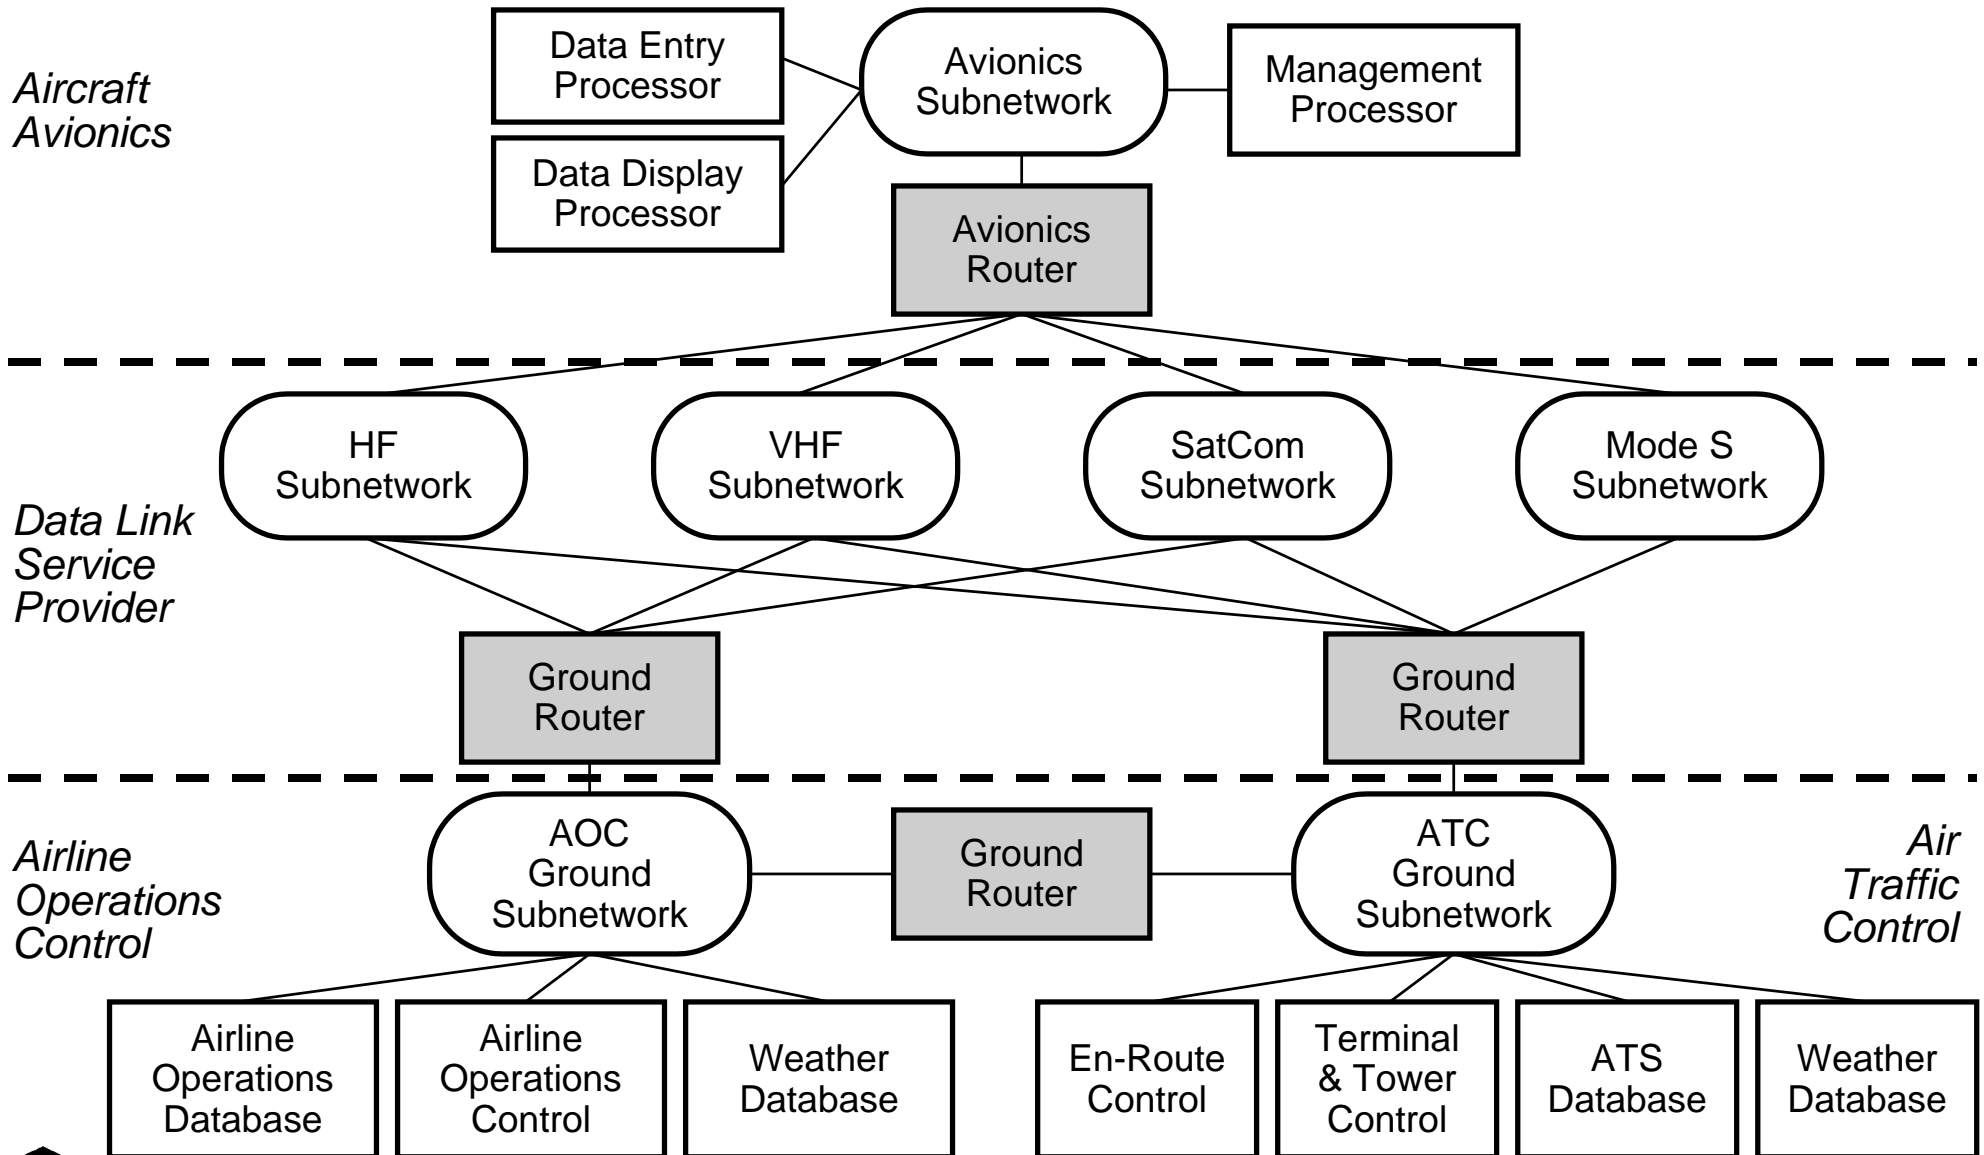 Aircraft
Avionics
Data Entry
Processor
Data Display
Processor
Avionics
Subnetwork
Management
Processor
Avionics
Router
Data Link
Service
Provider
HF
Subnetwork
VHF
Subnetwork
SatCom
Subnetwork
Mode S
Subnetwork
Ground
Router
Ground
Router
Airline
Operations
Control
AOC
Ground
Subnetwork
Ground
Router
ATC
Ground
Subnetwork
Air
Traffic
Control
Airline
Operations
Database
Airline
Operations
Control
Weather
Database
En-Route
Control
Terminal
& Tower
Control
ATS
Database
Weather
Database